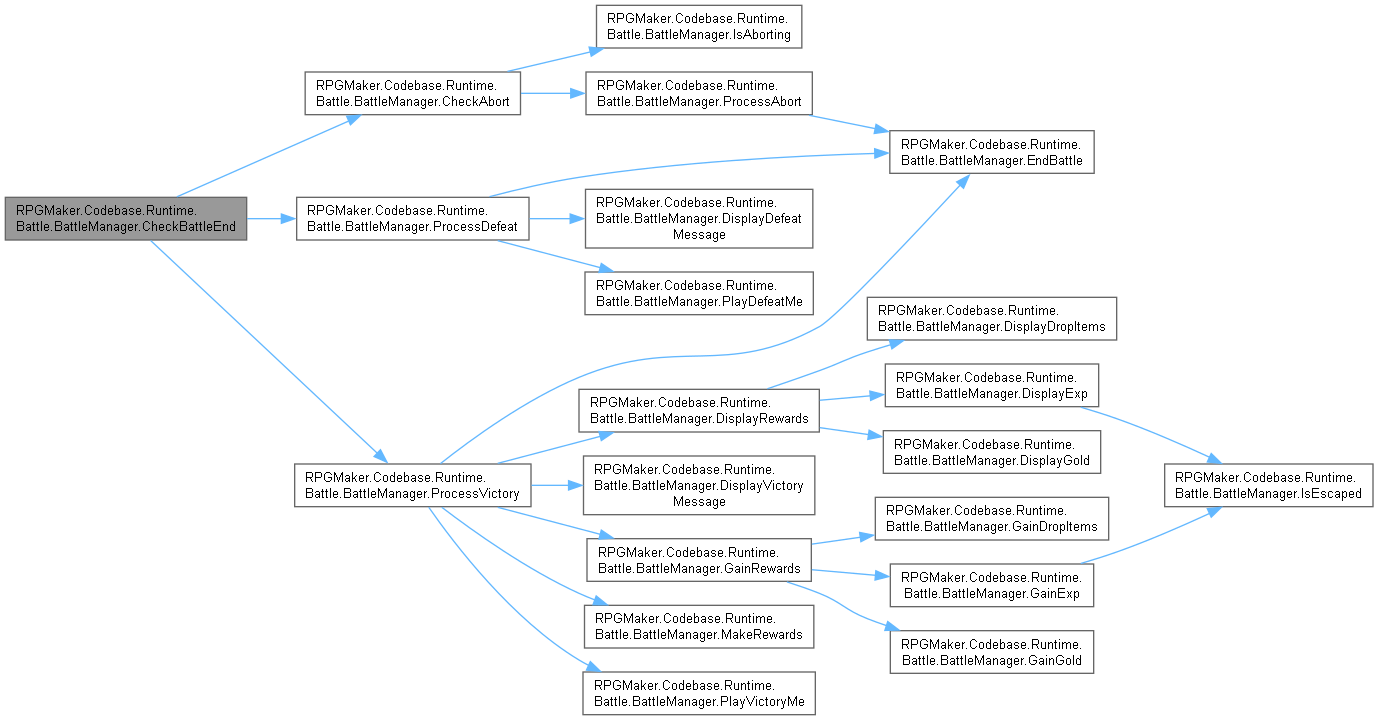 RPGMaker.Codebase.Runtime.
Battle.BattleManager.IsAborting
RPGMaker.Codebase.Runtime.
Battle.BattleManager.CheckAbort
RPGMaker.Codebase.Runtime.
Battle.BattleManager.ProcessAbort
RPGMaker.Codebase.Runtime.
Battle.BattleManager.EndBattle
RPGMaker.Codebase.Runtime.
Battle.BattleManager.CheckBattleEnd
RPGMaker.Codebase.Runtime.
Battle.BattleManager.ProcessDefeat
RPGMaker.Codebase.Runtime.
Battle.BattleManager.DisplayDefeat
Message
RPGMaker.Codebase.Runtime.
Battle.BattleManager.PlayDefeatMe
RPGMaker.Codebase.Runtime.
Battle.BattleManager.DisplayDropItems
RPGMaker.Codebase.Runtime.
Battle.BattleManager.DisplayRewards
RPGMaker.Codebase.Runtime.
Battle.BattleManager.DisplayExp
RPGMaker.Codebase.Runtime.
Battle.BattleManager.DisplayGold
RPGMaker.Codebase.Runtime.
Battle.BattleManager.ProcessVictory
RPGMaker.Codebase.Runtime.
Battle.BattleManager.DisplayVictory
Message
RPGMaker.Codebase.Runtime.
Battle.BattleManager.IsEscaped
RPGMaker.Codebase.Runtime.
Battle.BattleManager.GainDropItems
RPGMaker.Codebase.Runtime.
Battle.BattleManager.GainRewards
RPGMaker.Codebase.Runtime.
Battle.BattleManager.GainExp
RPGMaker.Codebase.Runtime.
Battle.BattleManager.MakeRewards
RPGMaker.Codebase.Runtime.
Battle.BattleManager.GainGold
RPGMaker.Codebase.Runtime.
Battle.BattleManager.PlayVictoryMe